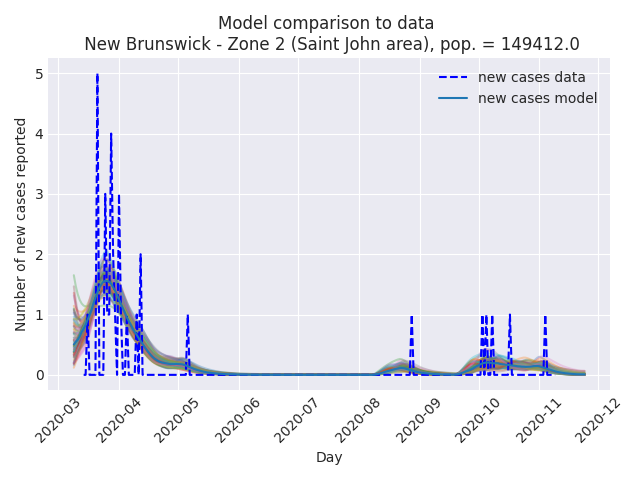 Model comparison to data
New Brunswick - Zone 2 (Saint John area), pop. = 149412.0
new cases data
new cases model
Number of new cases reported
5
4
3
2
1
0
2020-03
2020-04
2020-05
2020-06
2020-07
2020-08
2020-09
2020-10
2020-11
2020-12
Day